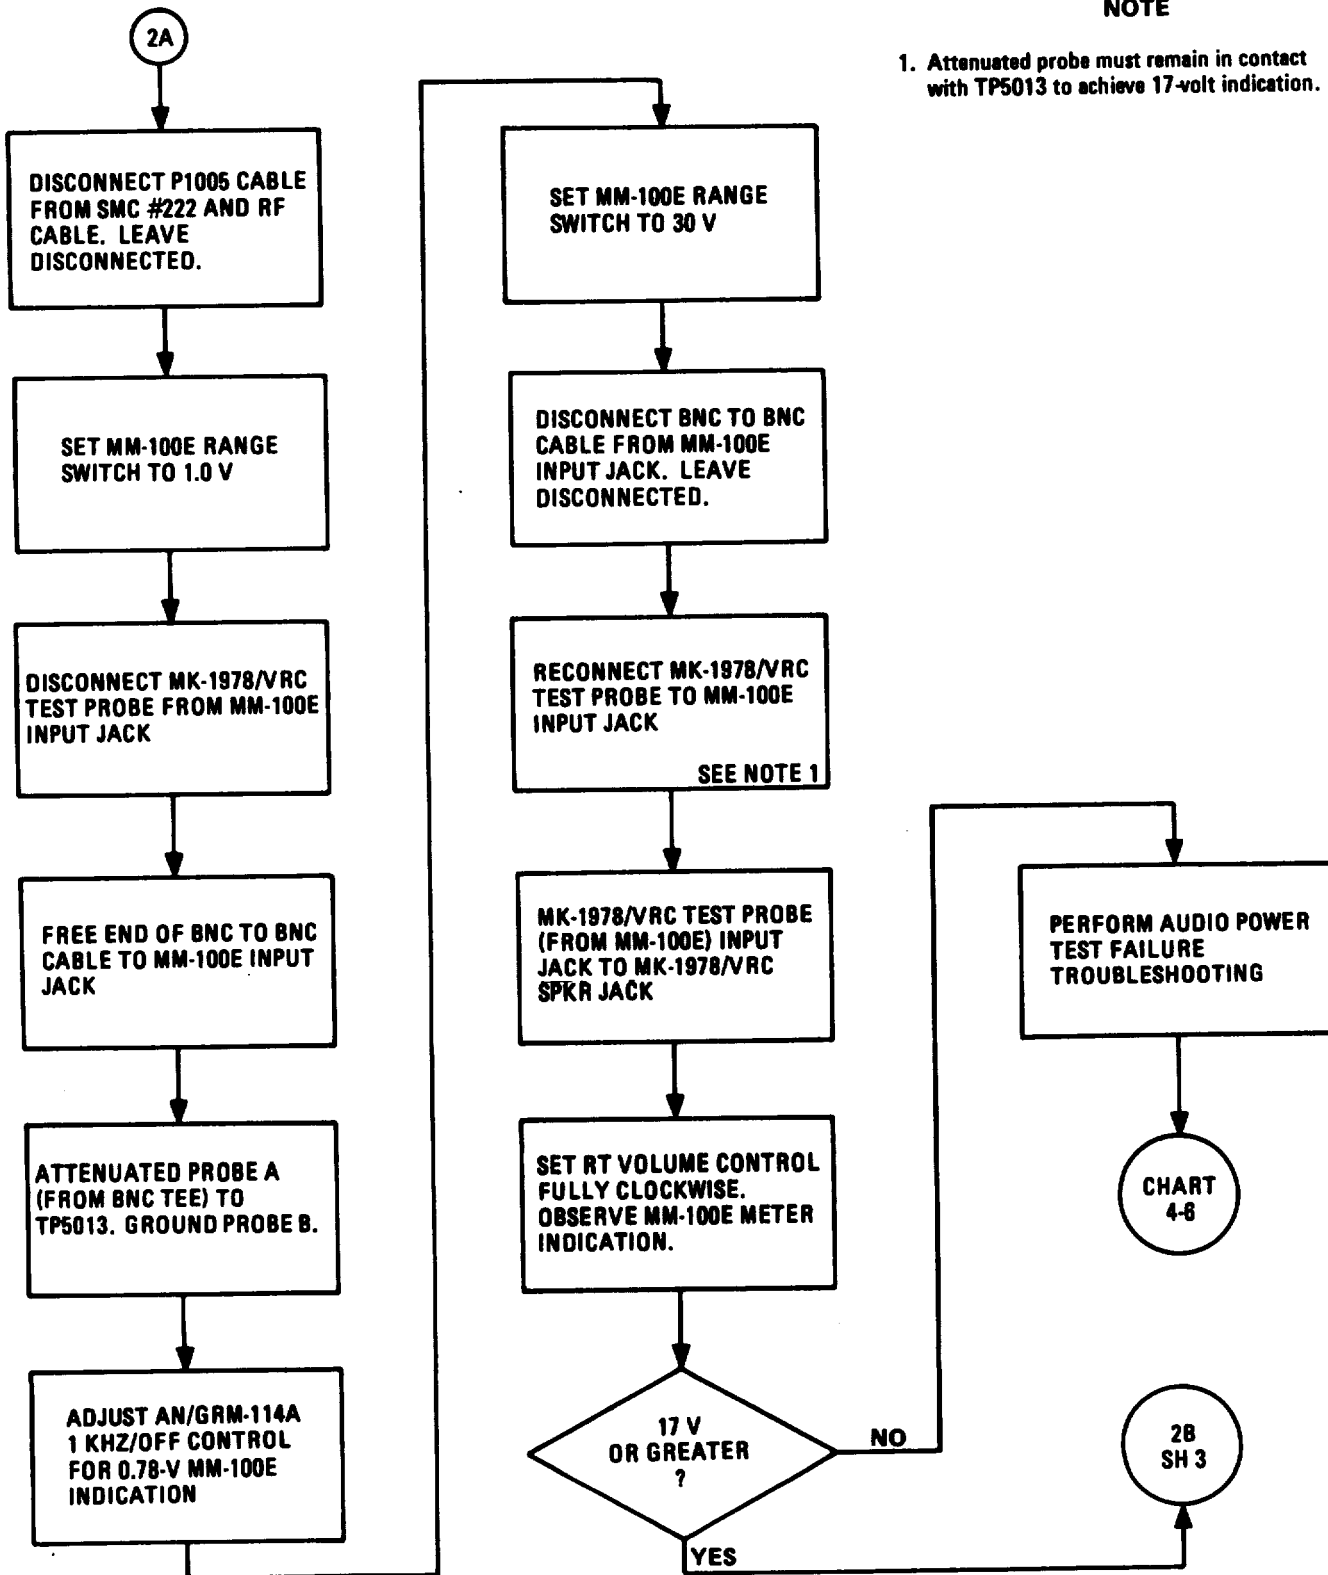 2A
DISCONNECT P1005 CABLE
FROM SMC #222 AND RF
CABLE. LEAVE
DISCONNECTED.
SET MM-100E RANGE
SWITCH TO 1.0 V
DISCONNECT MK-1978/VRC
TEST PROBE FROM MM-100E
INPUT JACK
FREE END OF BNC TO BNC
CABLE TO MM-100E INPUT
JACK
ATTENUATED PROBE A
(FROM BNC TEE) TO
TP5013. GROUND PROBE B.
ADJUST AN/GRM-114A
1 KHZ/OFF CONTROL
FOR 0.78-V MM-100E
INDICATION
SET MM-100E RANGE
SWITCH TO 30 V
DISCONNECT BNC TO BNC
CABLE FROM MM-100E
INPUT JACK. LEAVE
DISCONNECTED.
RECONNECT MK-1978/VRC
TEST PROBE TO MM-100E
INPUT JACK
SEE NOTE 1
MK-1978/VRC TEST PROBE
(FROM MM-100E) INPUT
JACK TO MK-1978/VRC
SPKR JACK
SET RT VOLUME CONTROL
FULLY CLOCKWISE.
OBSERVE MM-100E METER
INDICATION.
17 V
OR GREATER
?
NO
YES
NOTE
1. Attenuated probe must remain in contact
with TP5013 to achieve 17-volt indication.
PERFORM AUDIO POWER
TEST FAILURE
TROUBLESHOOTING
CHART
4-6
2B
SH 3